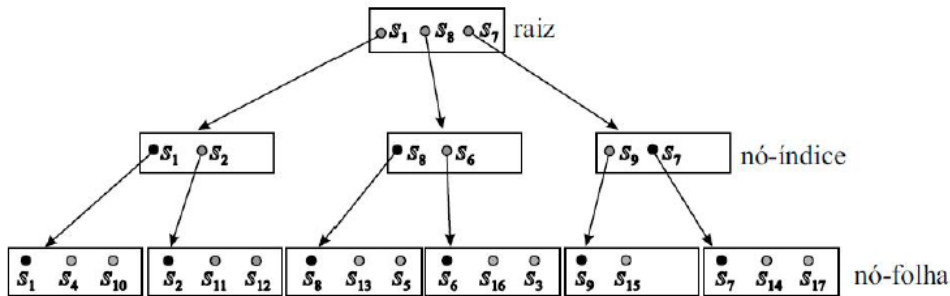 S1 S8 S7 raiz
S1 S2 S8 S6 S9 S7 nó-índice
S1 S4 S10 S2 S11 S12 S8 S13 S5 S6 S16 S3 S9 S15 S7 S14 S17 nó-folha